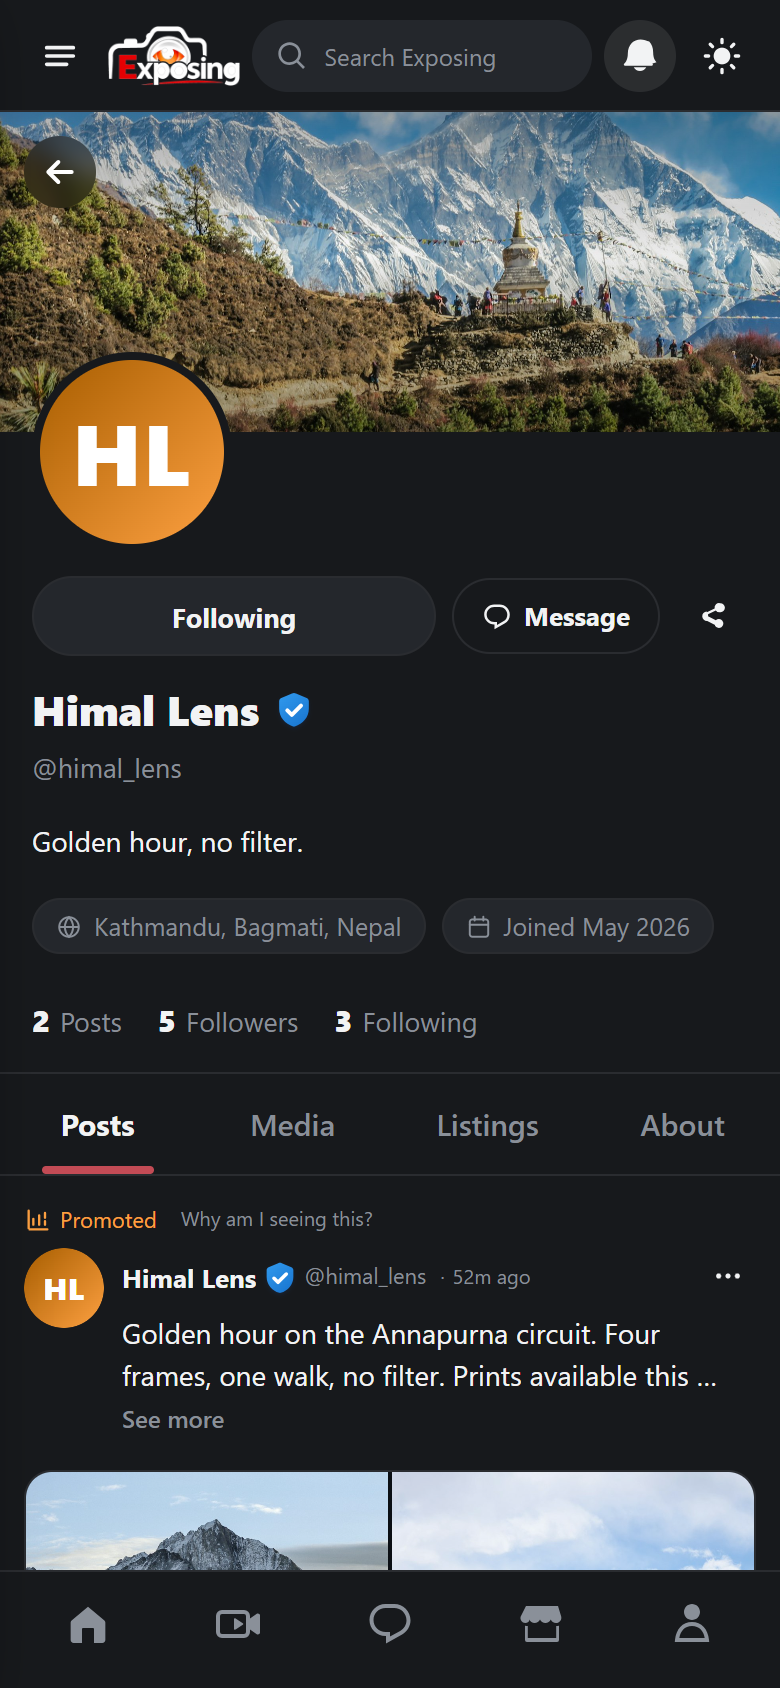 Exposing
Search Exposing
HL
Following
Message
Himal Lens
@himal_lens
Golden hour, no filter.
Kathmandu, Bagmati, Nepal
Joined May 2026
2 Posts 5 Followers 3 Following
Posts Media Listings About
Promoted Why am I seeing this?
HL
Himal Lens @himal_lens · 52m ago
Golden hour on the Annapurna circuit. Four
frames, one walk, no filter. Prints available this ...
See more